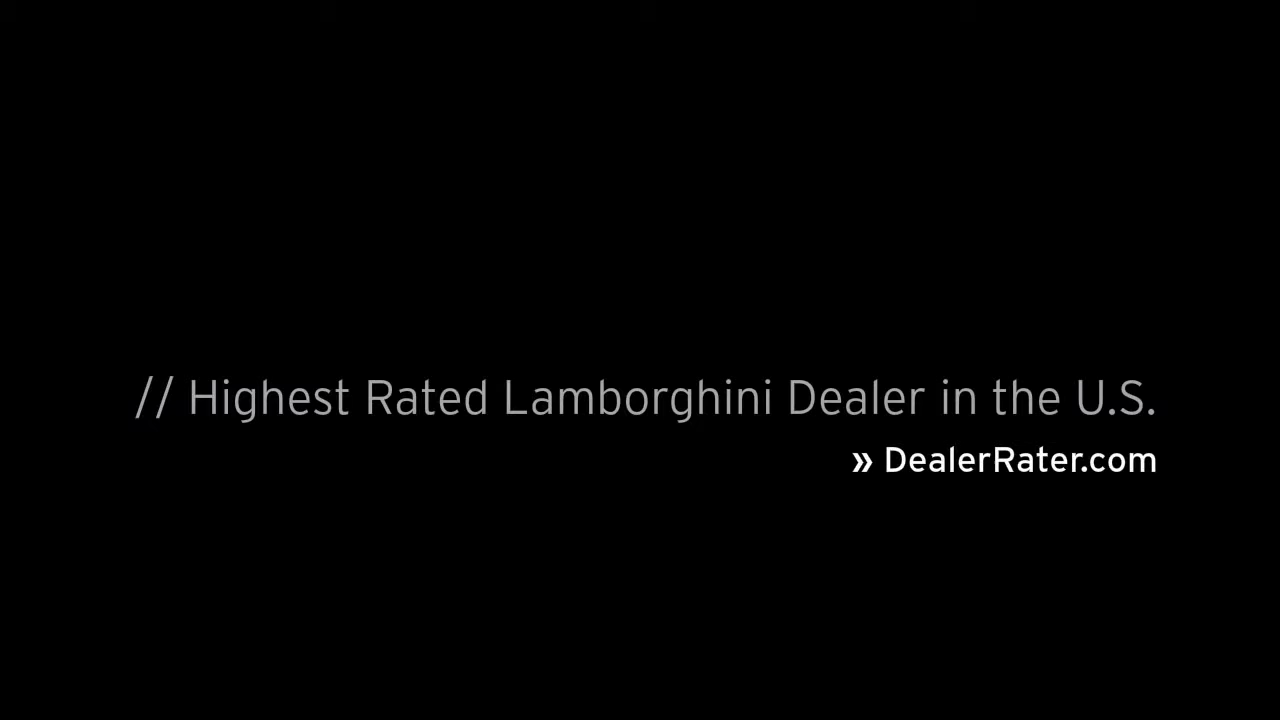 // Highest Rated Lamborghini Dealer in the U.S.
» DealerRater.com